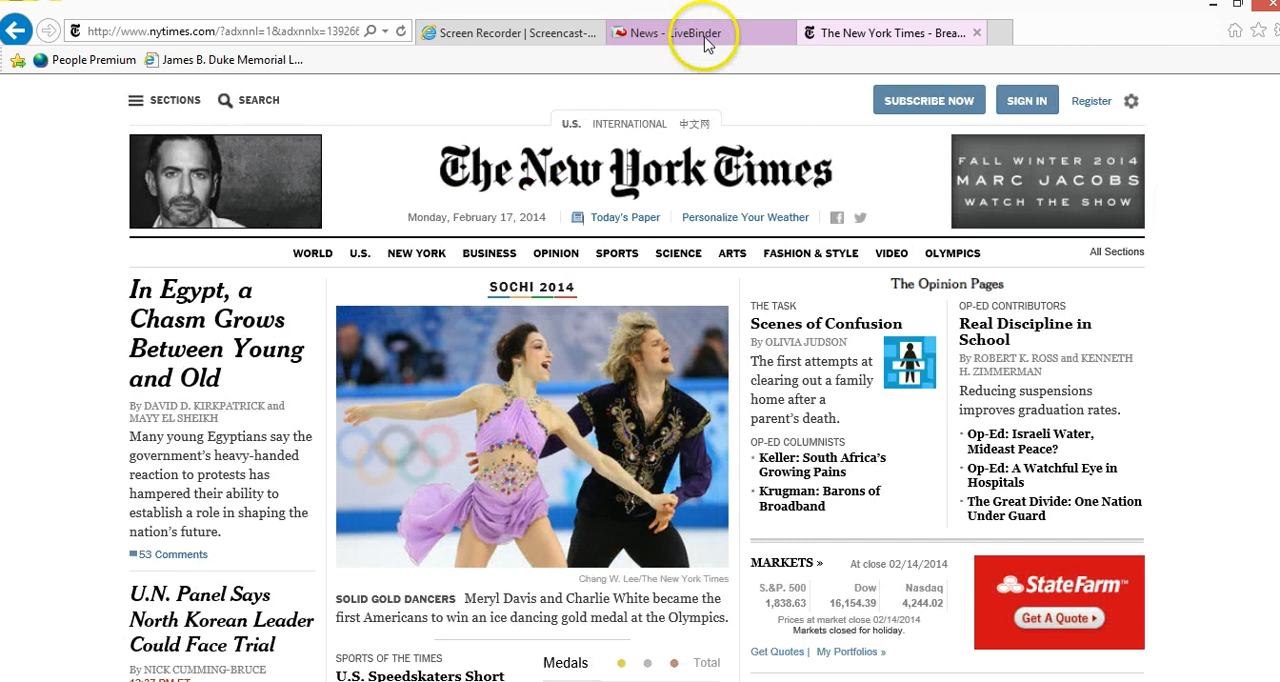 http://www.nytimes.com/?adxnnl=1&adxnnlx=139266
Screen Recorder | Screencast-...
News - LiveBinder
The New York Times - Brea...
People Premium
James B. Duke Memorial L...
SECTIONS
SEARCH
SUBSCRIBE NOW
SIGN IN
Register
U.S. INTERNATIONAL 中文网
The New York Times
FALL WINTER 2014
MARC JACOBS
WATCH THE SHOW
Monday, February 17, 2014
Today's Paper
Personalize Your Weather
WORLD U.S. NEW YORK BUSINESS OPINION SPORTS SCIENCE ARTS FASHION & STYLE VIDEO OLYMPICS
All Sections
In Egypt, a
Chasm Grows
Between Young
and Old
By DAVID D. KIRKPATRICK and
MAYY EL SHEIKH
Many young Egyptians say the
government's heavy-handed
reaction to protests has
hampered their ability to
establish a role in shaping the
nation's future.
53 Comments
U.N. Panel Says
North Korean Leader
Could Face Trial
By NICK CUMMING-BRUCE
12:37 PM ET
SOCHI 2014
Chang W. Lee/The New York Times
SOLID GOLD DANCERS Meryl Davis and Charlie White became the
first Americans to win an ice dancing gold medal at the Olympics.
SPORTS OF THE TIMES
U.S. Speedskaters Short
Medals
Total
The Opinion Pages
THE TASK
Scenes of Confusion
By OLIVIA JUDSON
The first attempts at
clearing out a family
home after a
parent's death.
OP-ED COLUMNISTS
· Keller: South Africa's
Growing Pains
· Krugman: Barons of
Broadband
OP-ED CONTRIBUTORS
Real Discipline in
School
By ROBERT K. ROSS and KENNETH
H. ZIMMERMAN
Reducing suspensions
improves graduation rates.
· Op-Ed: Israeli Water,
Mideast Peace?
· Op-Ed: A Watchful Eye in
Hospitals
· The Great Divide: One Nation
Under Guard
MARKETS »
At close 02/14/2014
S.&P. 500 Dow Nasdaq
1,838.63 16,154.39 4,244.02
Prices at market close 02/14/2014
Markets closed for holiday.
Get Quotes | My Portfolios »
StateFarm™
Get A Quote